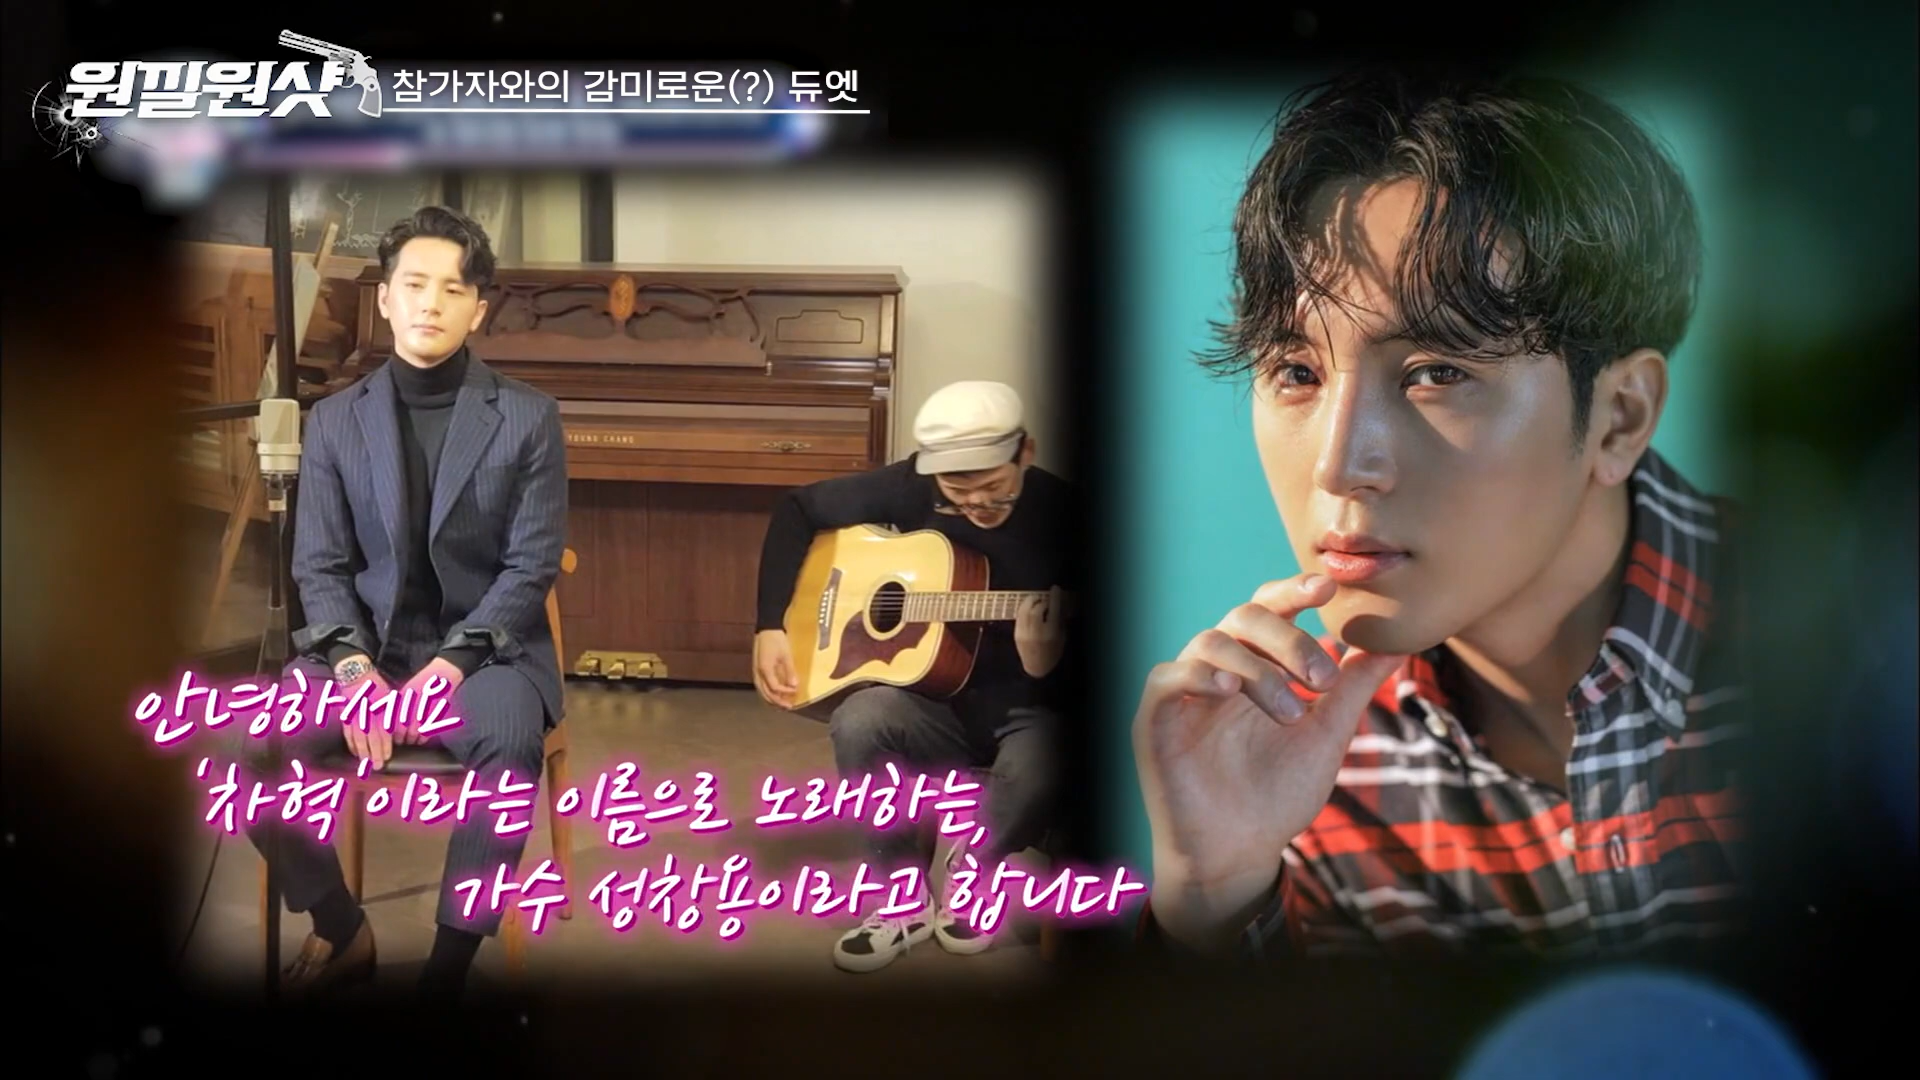 원필원샷 참가자와의 감미로운(?) 듀엣
YOUNG CHANG
안녕하세요
'차혁'이라는 이름으로 노래하는,
가수 성창용이라고 합니다